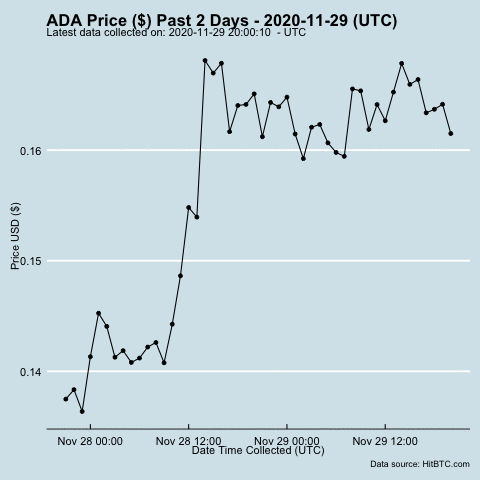 ADA Price ($) Past 2 Days - 2020-11-29 (UTC)
Latest data collected on: 2020-11-29 20:00:10 - UTC
Price USD ($)
0.16
0.15
0.14
Nov 28 00:00 Nov 28 12:00 Nov 29 00:00 Nov 29 12:00
Date Time Collected (UTC)
Data source: HitBTC.com